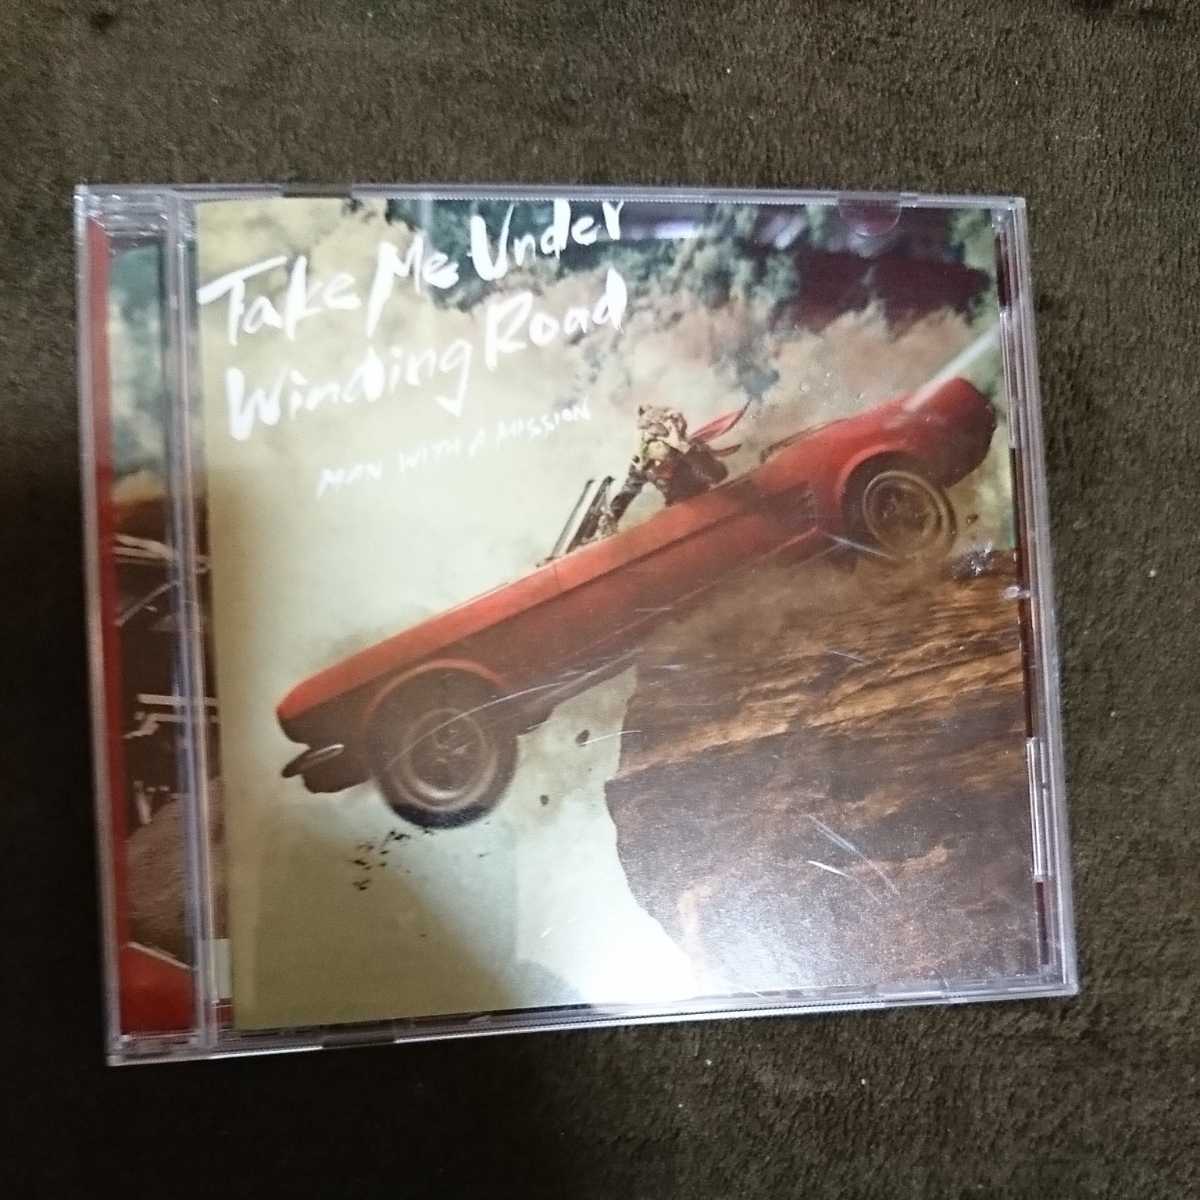 Take Me Under
Winding Road
MAN WITH A MISSION